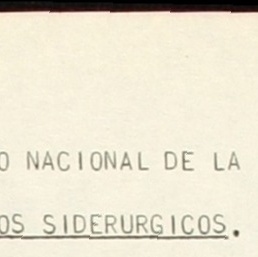 O NACIONAL DE LA
OS SIDERURGICOS.